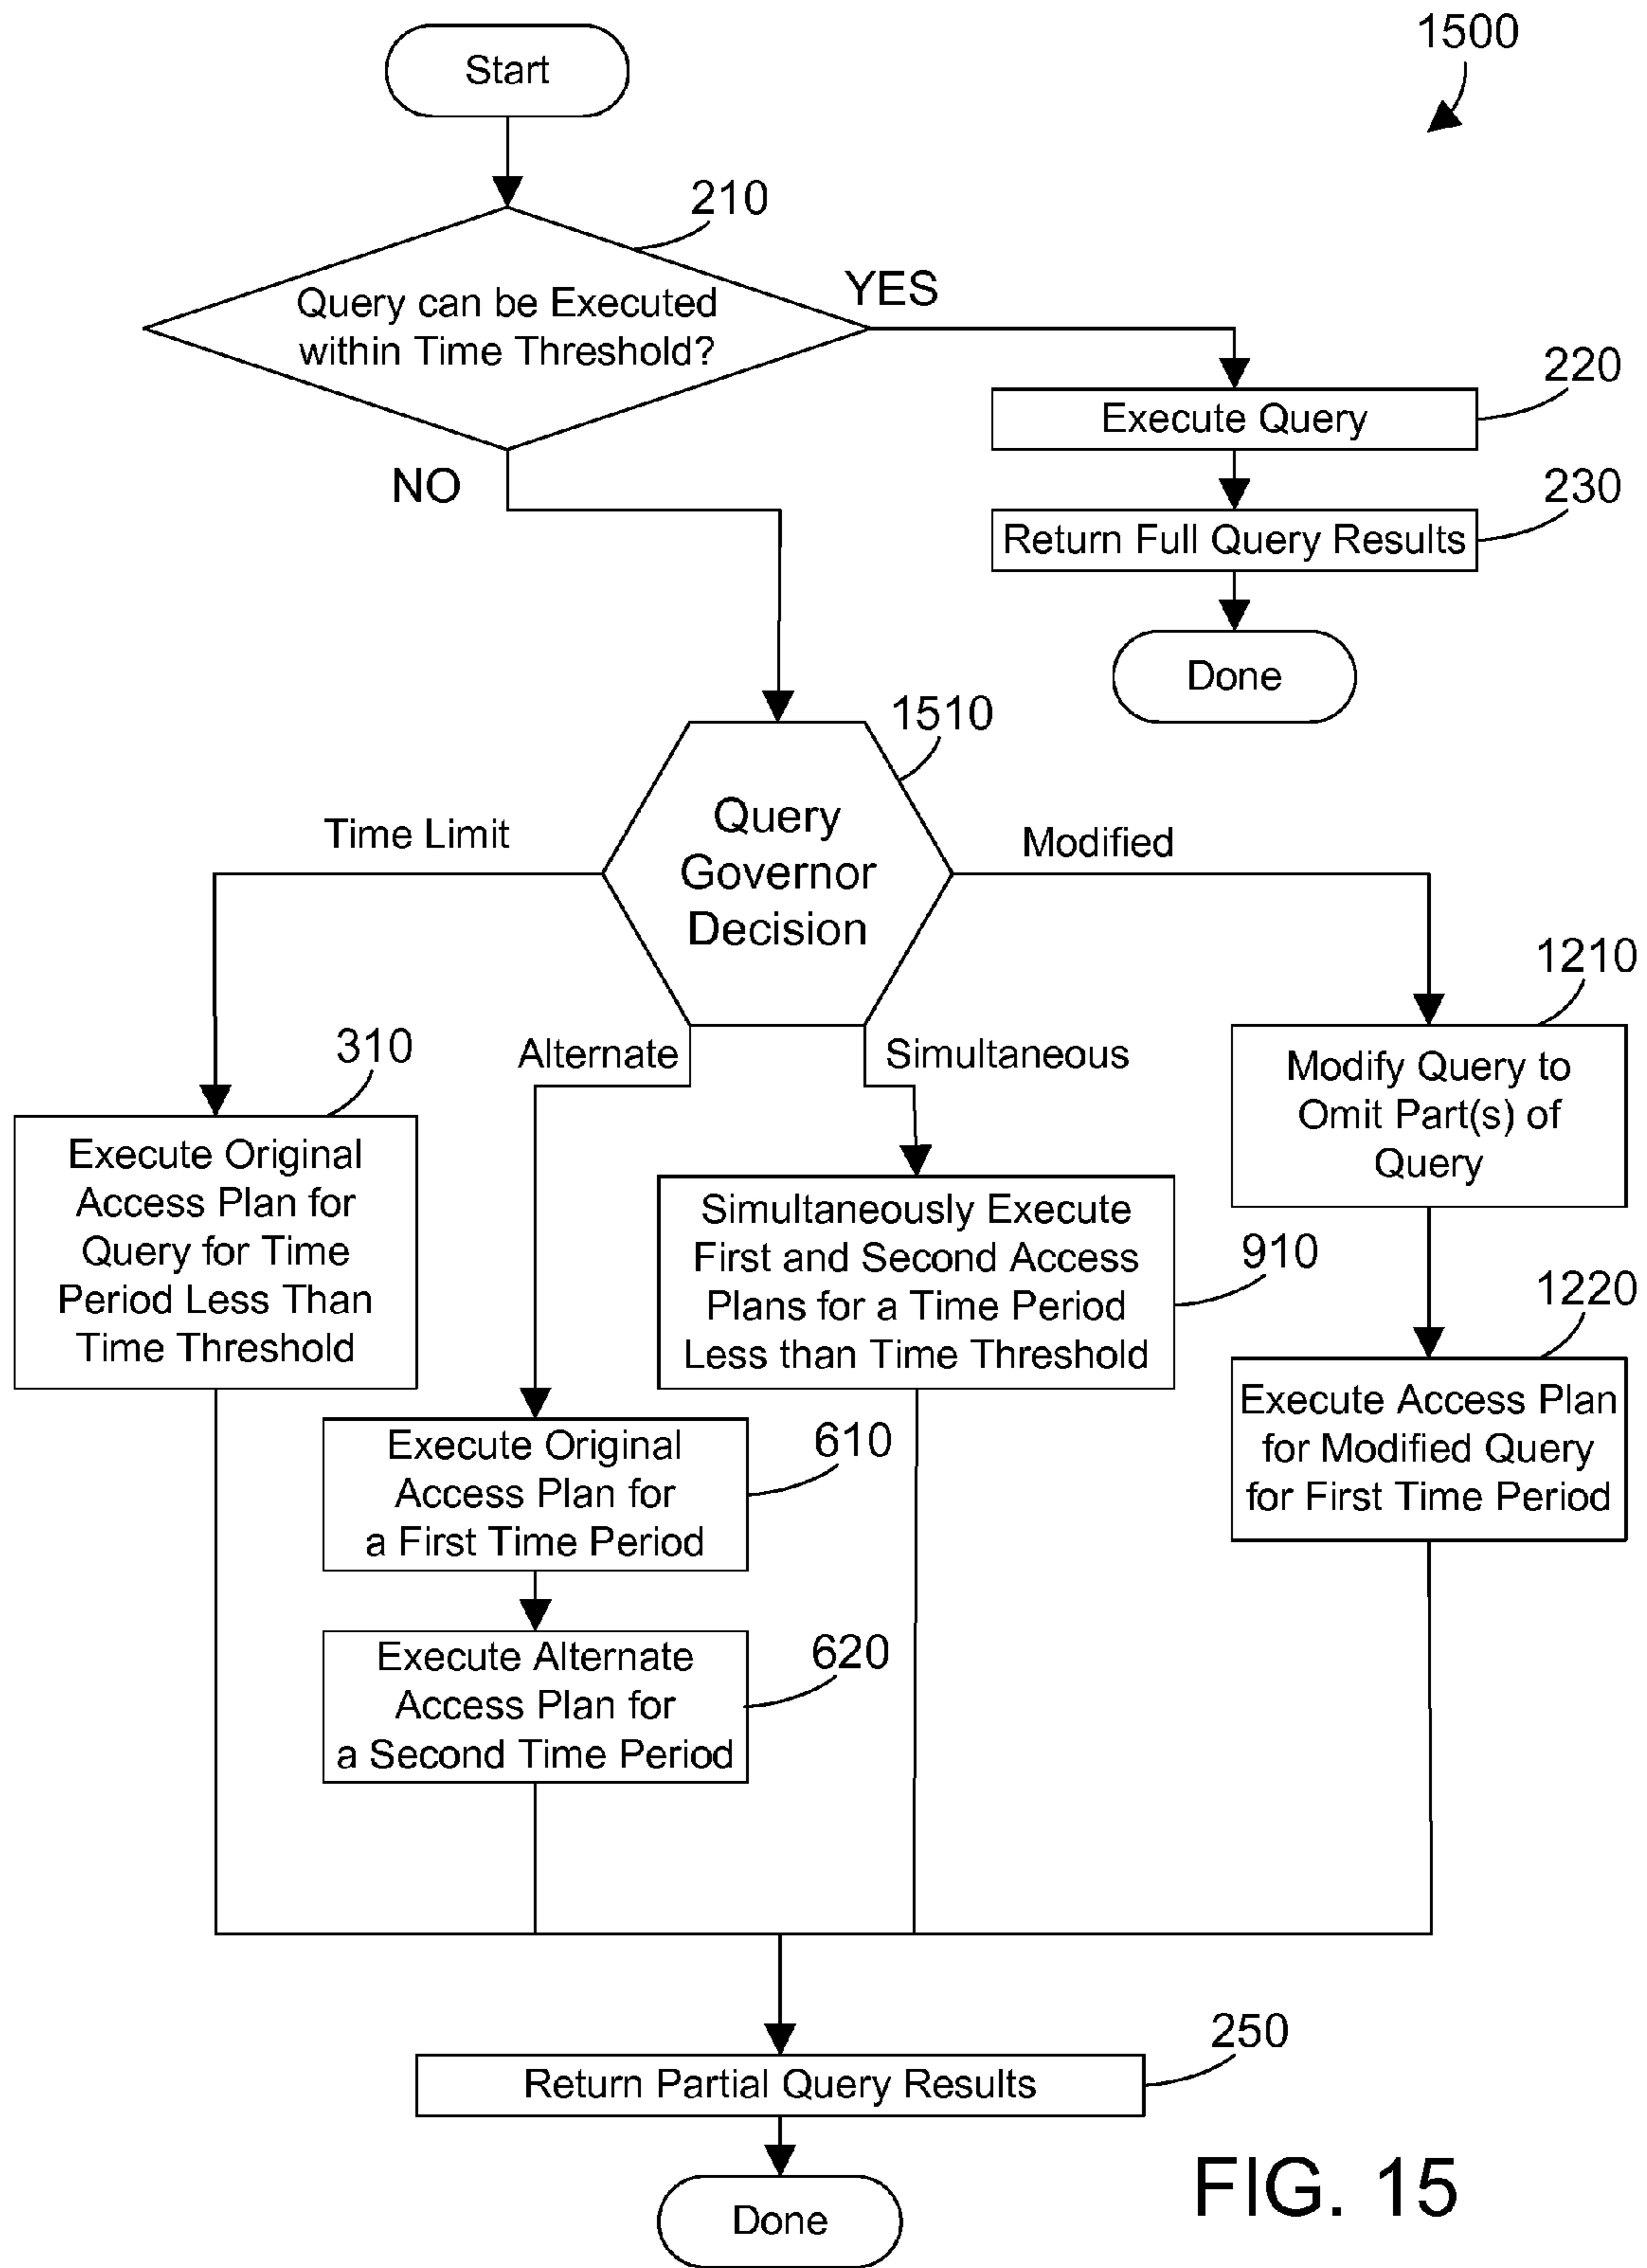 1500
Start
210
Query can be Executed
within Time Threshold?
YES
220
Execute Query
NO
230
Return Full Query Results
Done
1510
Query
Governor
Decision
Time Limit
Modified
1210
Modify Query to
Omit Part(s) of
Query
310
Alternate
Simultaneous
Execute Original
Access Plan for
Query for Time
Period Less Than
Time Threshold
Simultaneously Execute
First and Second Access
Plans for a Time Period
Less than Time Threshold
910
1220
Execute Access Plan
for Modified Query
for First Time Period
Execute Original
Access Plan for
a First Time Period
610
Execute Alternate
Access Plan for
a Second Time Period
620
250
Return Partial Query Results
Done
FIG. 15